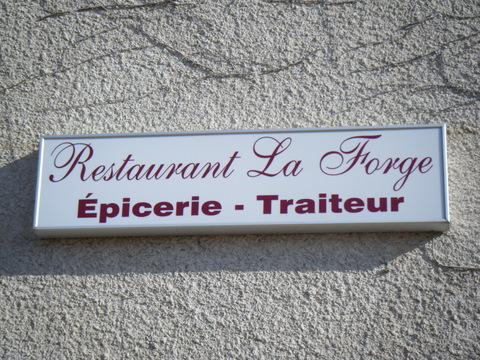 Restaurant La Forge
Épicerie - Traiteur